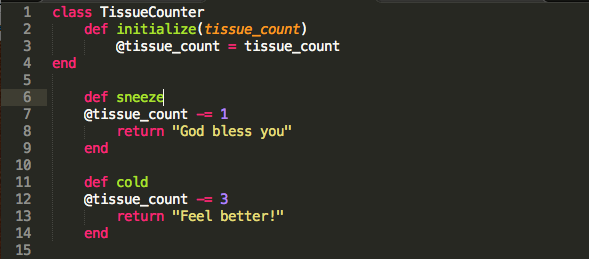 1 class TissueCounter
2     def initialize(tissue_count)
3         @tissue_count = tissue_count
4 end
5
6     def sneeze
7     @tissue_count -= 1
8         return "God bless you"
9     end
10
11     def cold
12     @tissue_count -= 3
13         return "Feel better!"
14     end
15